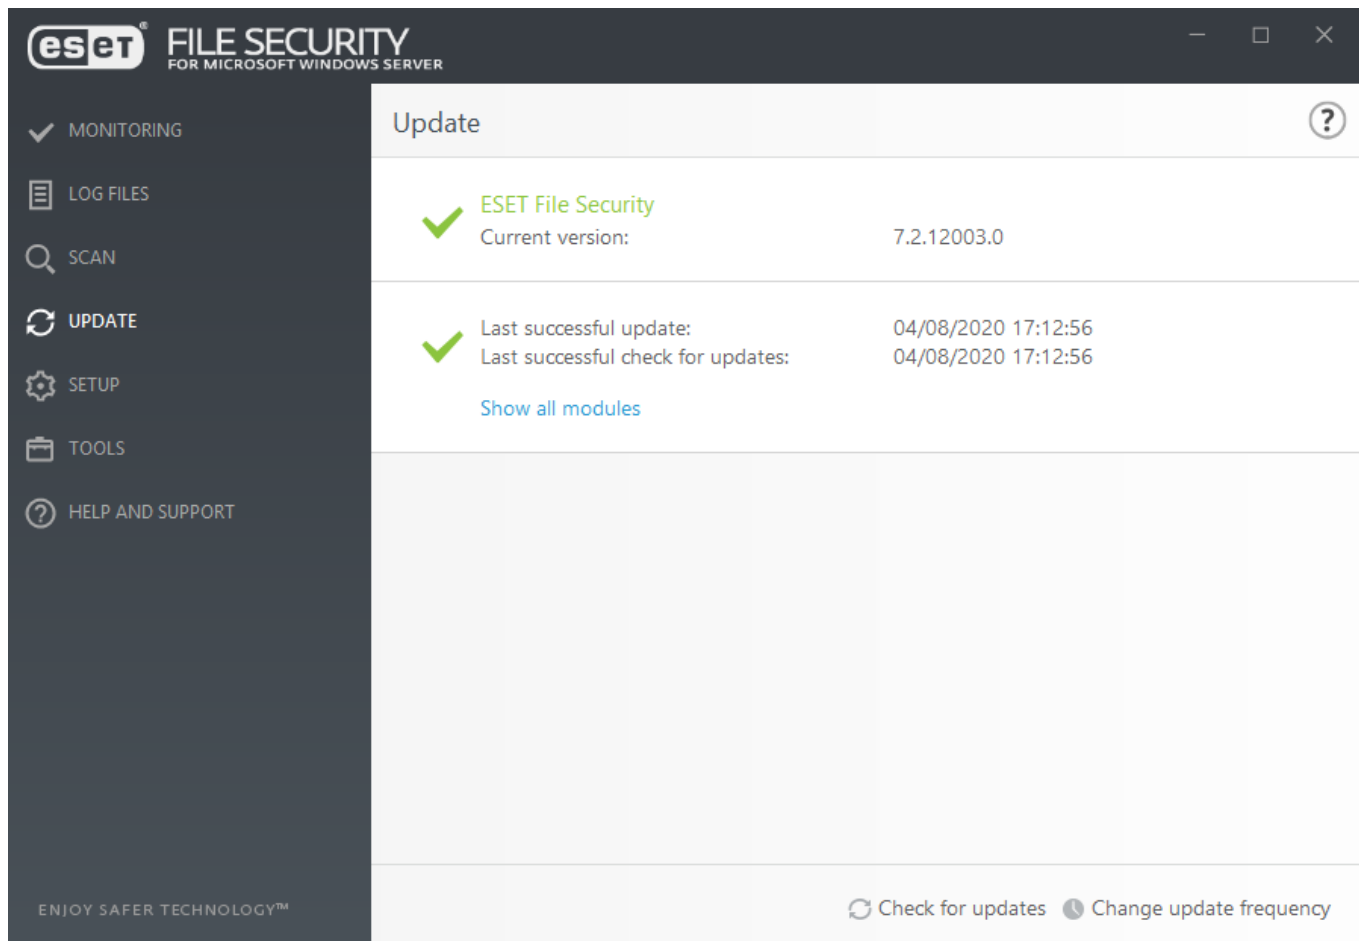 eset® FILE SECURITY
FOR MICROSOFT WINDOWS SERVER
MONITORING
LOG FILES
SCAN
UPDATE
SETUP
TOOLS
HELP AND SUPPORT
ENJOY SAFER TECHNOLOGY™
Update ?
ESET File Security
Current version: 7.2.12003.0
Last successful update: 04/08/2020 17:12:56
Last successful check for updates: 04/08/2020 17:12:56
Show all modules
Check for updates Change update frequency